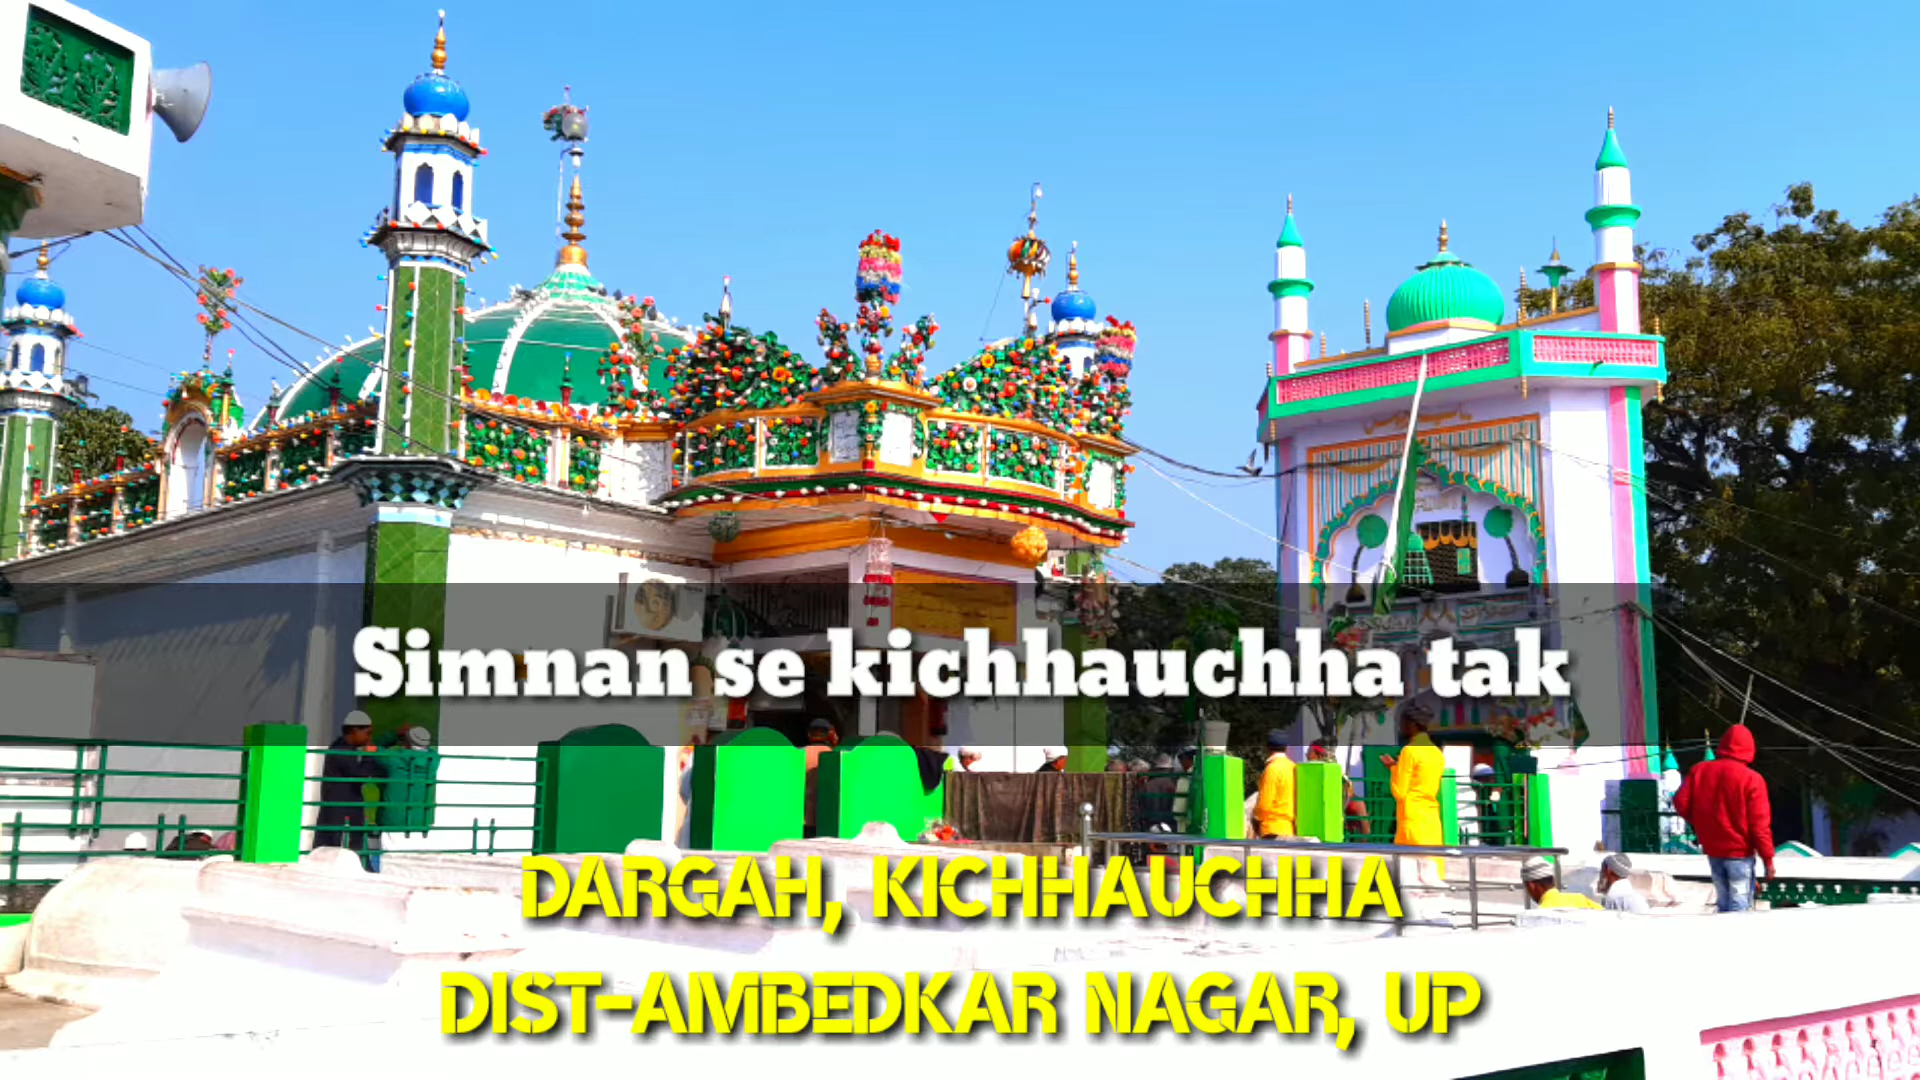 Simnan se kichhauchha tak
DARGAH, KICHHAUCHHA
DIST-AMBEDKAR NAGAR, UP